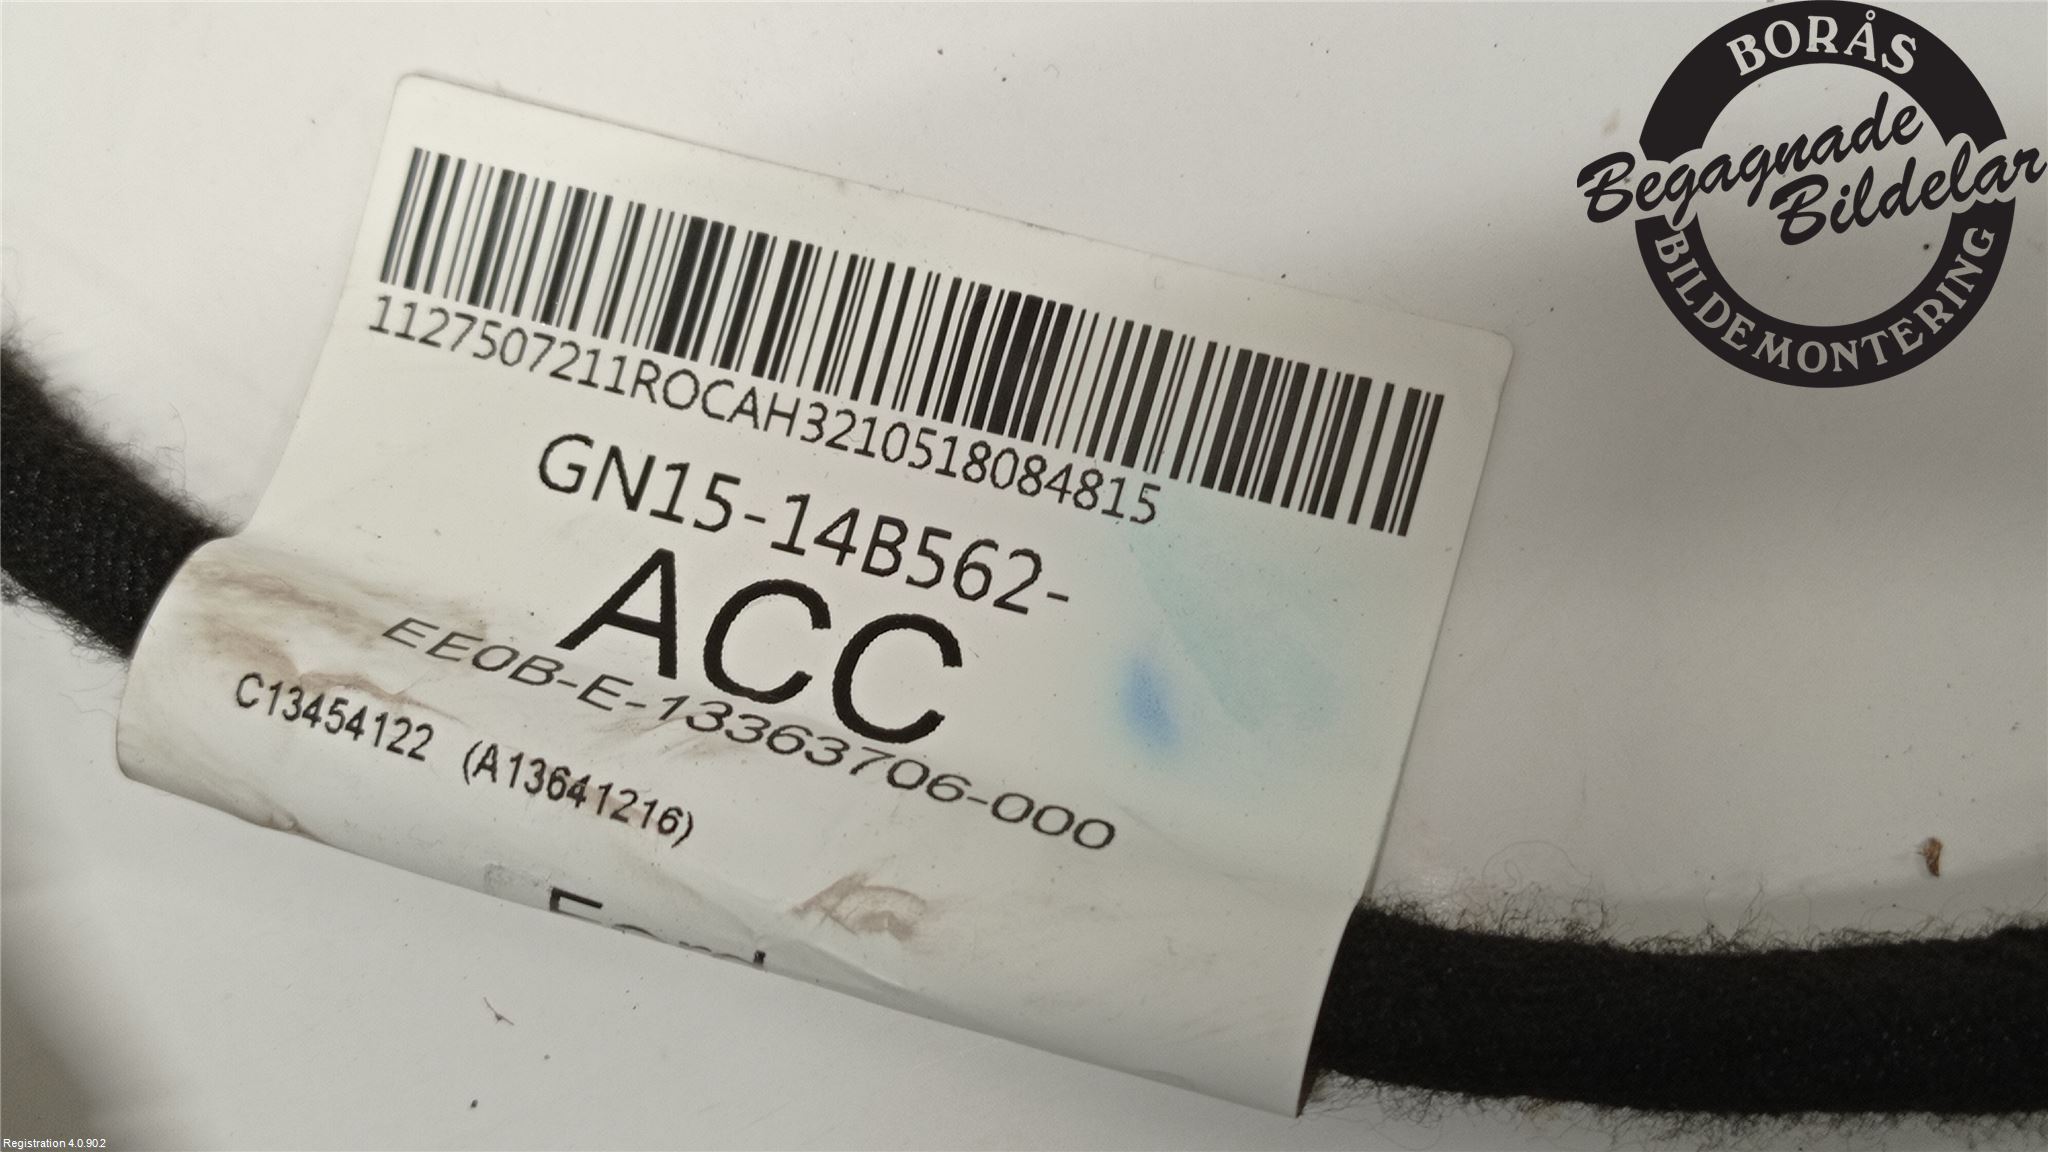 BORÅS
Begagnade
Bildelar
BILDEMONTERING
1127507211ROCAH3210518084815
GN15-14B562-
ACC
EE0B-E-13363706-000
C13454122 (A13641216)
Registration 4.0.90.2